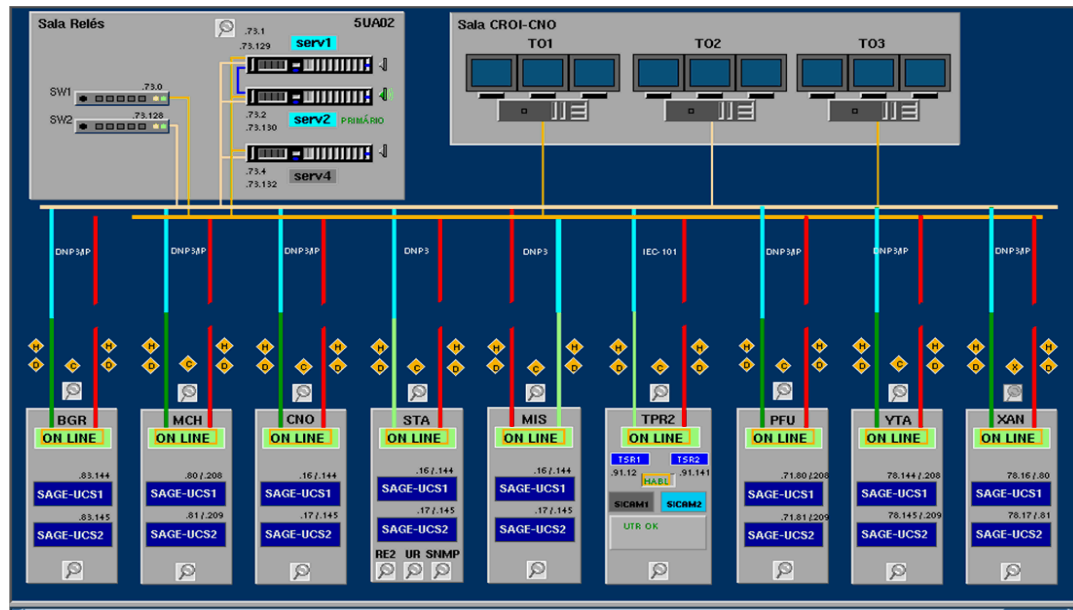 Sala Relés
5UA02
.73.1
.73.129
serv1
SW1
.73.0
SW2
.73.128
.73.2
.73.130
serv2 PRIMÁRIO
.73.4
.73.132
serv4
Sala CROI-CNO
TO1 TO2 TO3
DNP3/IP DNP3/IP DNP3/IP DNP3 DNP3 IEC-101 DNP3/IP DNP3/IP DNP3/IP
H H H H H H H H H H H H H H H H H H
D C D D C D D C D D C D D C D D C D D C D D C D D X D
BGR
ON LINE
.83.144
SAGE-UCS1
.83.145
SAGE-UCS2
MCH
ON LINE
.80/.208
SAGE-UCS1
.81/.209
SAGE-UCS2
CNO
ON LINE
.16/.144
SAGE-UCS1
.17/.145
SAGE-UCS2
STA
ON LINE
.16/.144
SAGE-UCS1
.17/.145
SAGE-UCS2
RE2 UR SNMP
MIS
ON LINE
.16/.144
SAGE-UCS1
.17/.145
SAGE-UCS2
TPR2
ON LINE
TSR1 TSR2
.91.12 .91.141
HABL
SICAM1 SICAM2
UTR OK
PFU
ON LINE
.71.80/.208
SAGE-UCS1
.71.81/.209
SAGE-UCS2
YTA
ON LINE
78.144/.208
SAGE-UCS1
78.145/.209
SAGE-UCS2
XAN
ON LINE
78.16/.80
SAGE-UCS1
78.17/.81
SAGE-UCS2